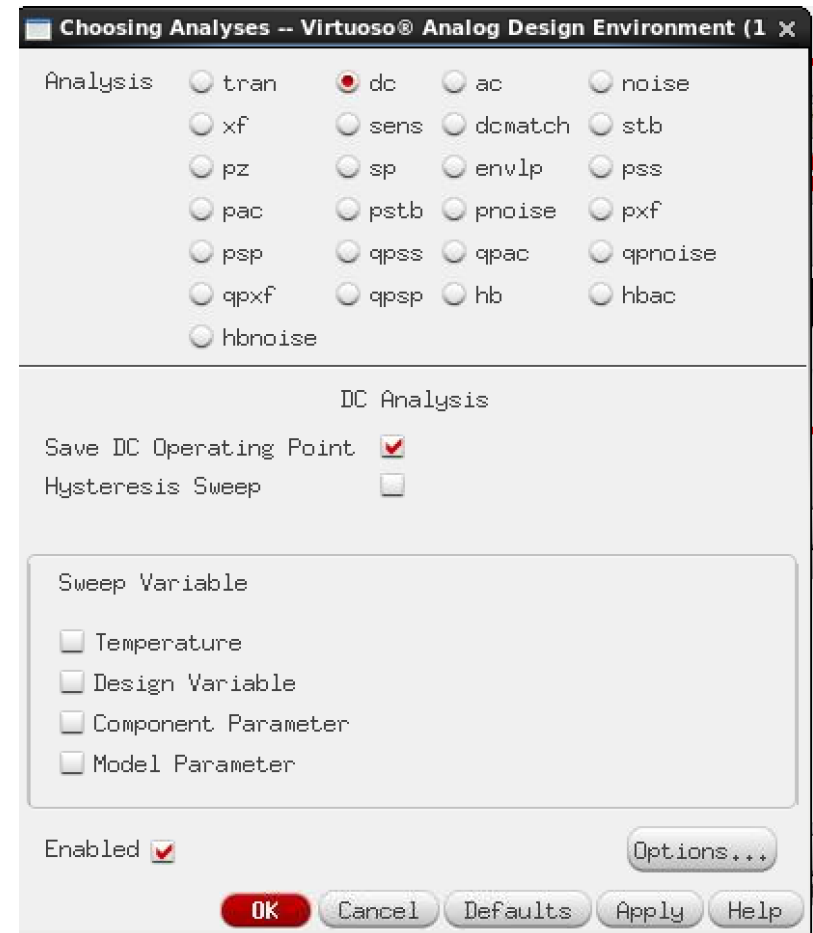 Choosing Analyses -- Virtuoso® Analog Design Environment (1
Analysis tran dc ac noise
xf sens dcmatch stb
pz sp envlp pss
pac pstb pnoise pxf
psp qpss qpac qpnoise
qpxf qpsp hb hbac
hbnoise
DC Analysis
Save DC Operating Point
Hysteresis Sweep
Sweep Variable
Temperature
Design Variable
Component Parameter
Model Parameter
Enabled Options...
OK Cancel Defaults Apply Help